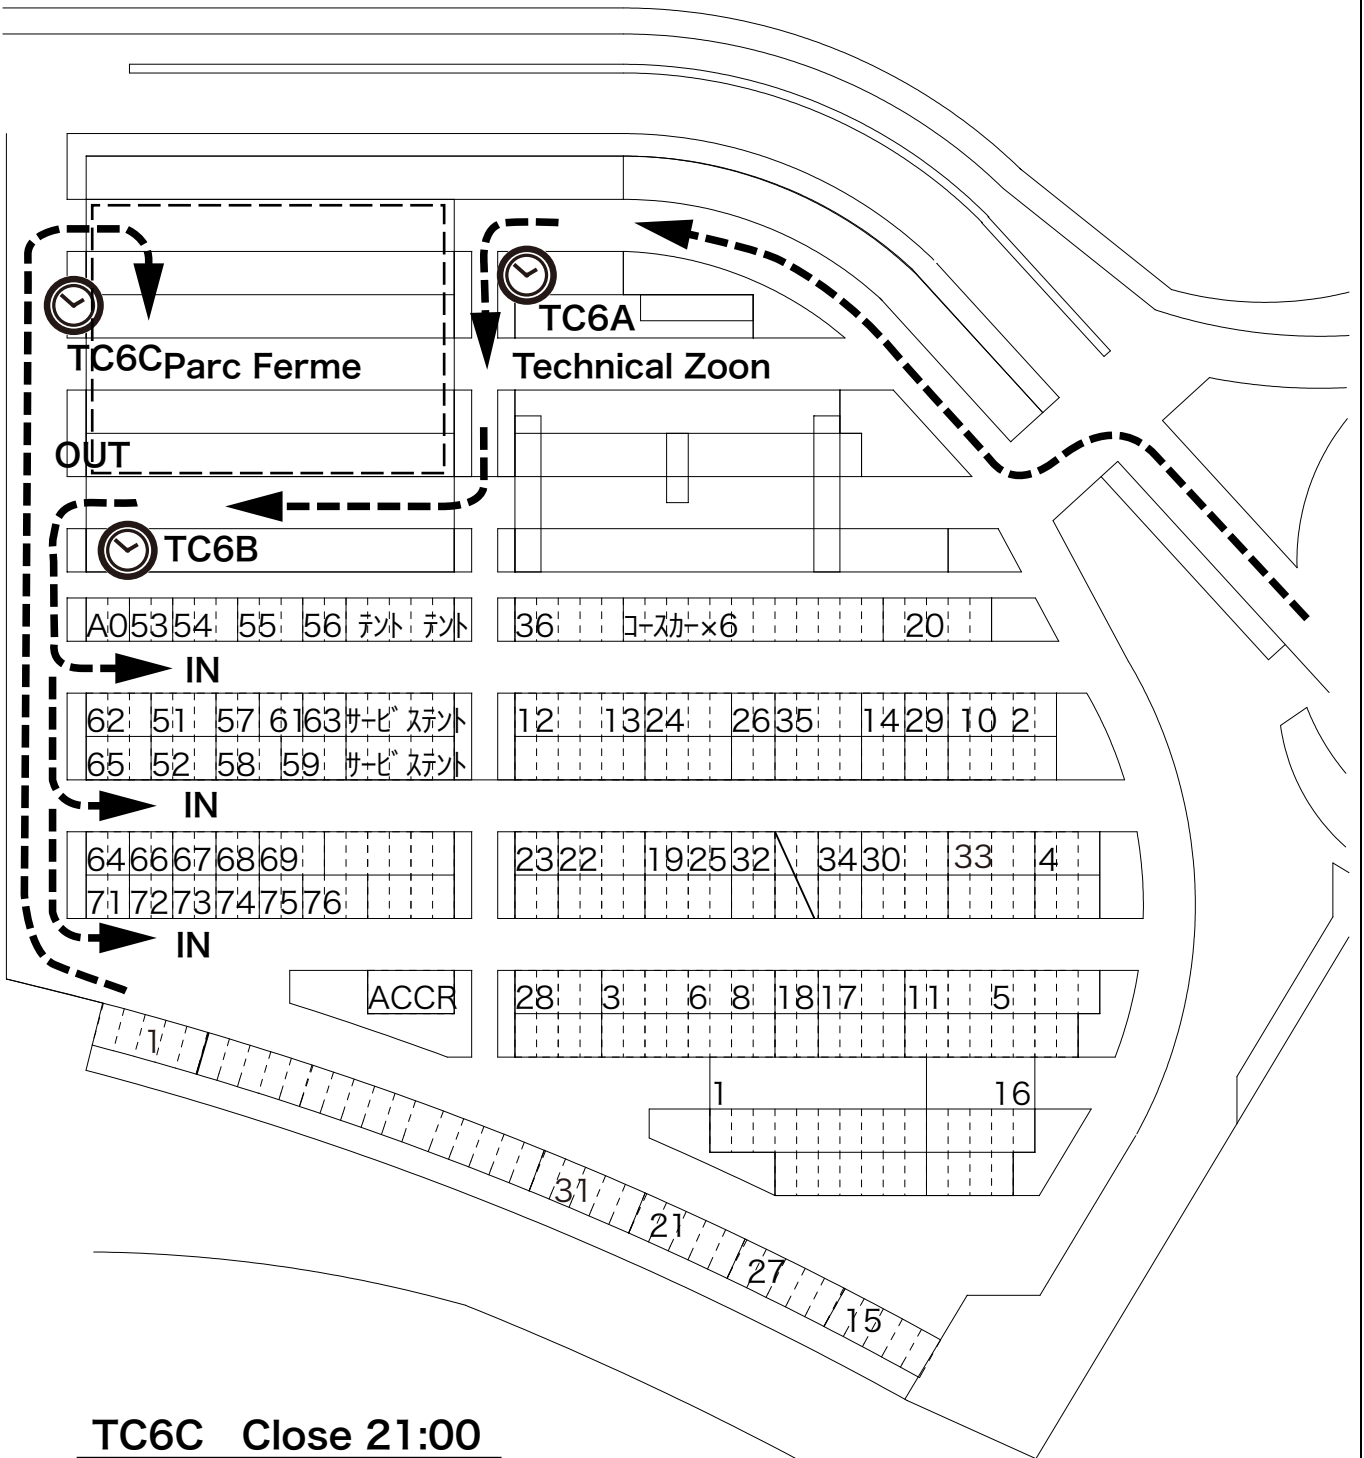 TC6A
TC6C Parc Ferme
Technical Zoon
OUT
TC6B
A0 53 54 55 56 テント テント 36 コースカー×6 20
IN
62 51 57 61 63 サービステント 12 13 24 26 35 14 29 10 2
65 52 58 59 サービステント
IN
64 66 67 68 69 23 22 19 25 32 34 30 33 4
71 72 73 74 75 76
IN
ACCR 28 3 6 8 18 17 11 5
1
1 16
31
21
27
15
TC6C Close 21:00